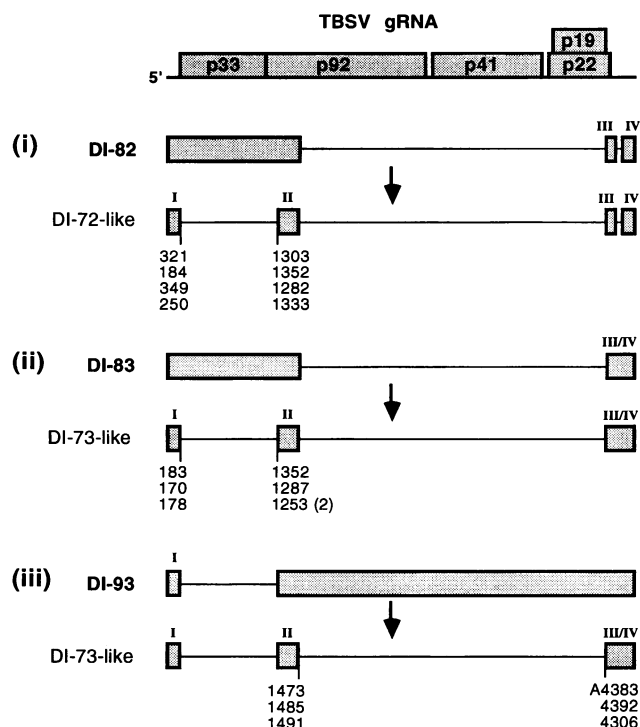 TBSV gRNA
p19
5' p33 p92 p41 p22
III IV
(i) DI-82
I II III IV
DI-72-like
321 1303
184 1352
349 1282
250 1333
III/IV
(ii) DI-83
I II III/IV
DI-73-like
183 1352
170 1287
178 1253 (2)
I
(iii) DI-93
I II III/IV
DI-73-like
1473 A4383
1485 4392
1491 4306